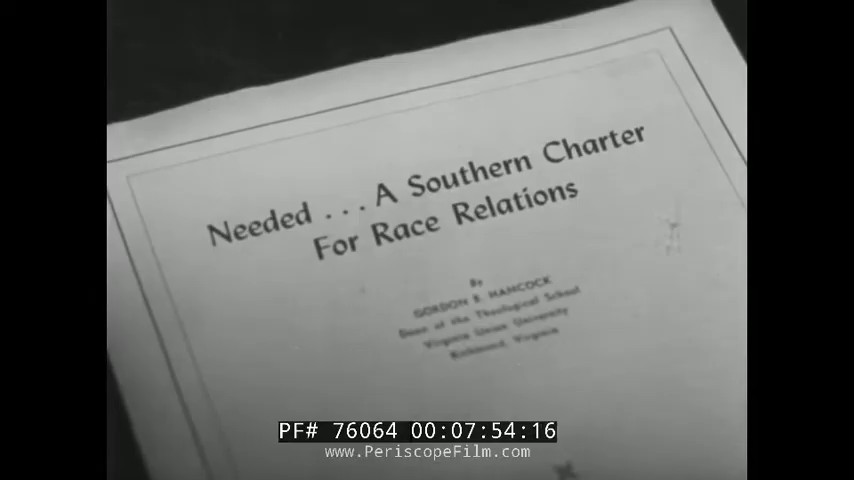 Needed . . . A Southern Charter
For Race Relations
By
GORDON B. HANCOCK
Dean of the Theological School
Virginia Union University
Richmond, Virginia
PF# 76064 00:07:54:16
www.PeriscopeFilm.com